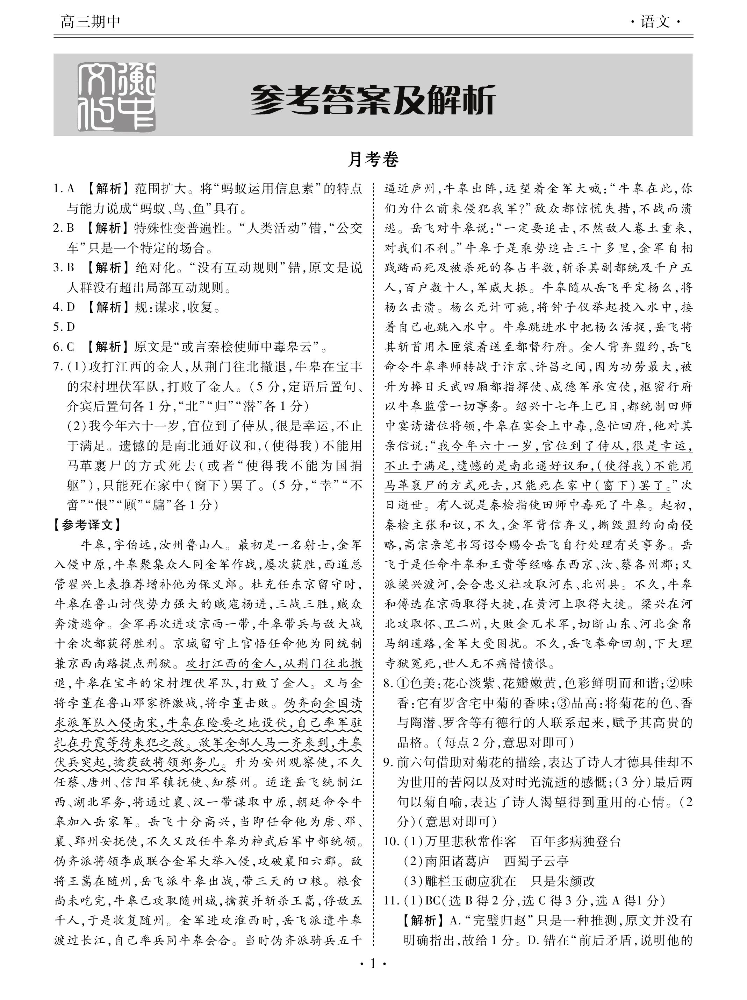 高三期中
·语文·
衡中文化
参考答案及解析
月考卷
1. A 【解析】范围扩大。将“蚂蚁运用信息素”的特点
与能力说成“蚂蚁、鸟、鱼”具有。
2. B 【解析】特殊性变普遍性。“人类活动”错,“公交
车”只是一个特定的场合。
3. B 【解析】绝对化。“没有互动规则”错,原文是说
人群没有超出局部互动规则。
4. D 【解析】规:谋求,收复。
5. D
6. C 【解析】原文是“或言秦桧使师中毒皋云”。
7. (1)攻打江西的金人,从荆门往北撤退,牛皋在宝丰
的宋村埋伏军队,打败了金人。(5 分,定语后置句、
介宾后置句各 1 分,“北”“归”“潜”各 1 分)
(2)我今年六十一岁,官位到了侍从,很是幸运,不止
于满足。遗憾的是南北通好议和,(使得我)不能用
马革裹尸的方式死去(或者“使得我不能为国捐
躯”),只能死在家中(窗下)罢了。(5 分,“幸”“不
啻”“恨”“顾”“牖”各 1 分)
【参考译文】
牛皋,字伯远,汝州鲁山人。最初是一名射士,金军
入侵中原,牛皋聚集众人同金军作战,屡次获胜,西道总
管翟兴上表推荐增补他为保义郎。杜充任东京留守时,
牛皋在鲁山讨伐势力强大的贼寇杨进,三战三胜,贼众
奔溃逃命。金军再次进攻京西一带,牛皋带兵与敌大战
十余次都获得胜利。京城留守上官悟任命他为同统制
兼京西南路提点刑狱。攻打江西的金人,从荆门往北撤
退,牛皋在宝丰的宋村埋伏军队,打败了金人。又与金
将孛堇在鲁山邓家桥激战,将孛堇击败。伪齐向金国请
求派军队入侵南宋,牛皋在险要之地设伏,自己率军驻
扎在丹霞等待来犯之敌。敌军全部人马一齐来到,牛皋
伏兵突起,擒获敌将领郑务儿。升为安州观察使,不久
任蔡、唐州、信阳军镇抚使、知蔡州。适逢岳飞统制江
西、湖北军务,将通过襄、汉一带谋取中原,朝廷命令牛
皋加入岳家军。岳飞十分高兴,当即任命他为唐、邓、
襄、郢州安抚使,不久又改任牛皋为神武后军中部统领。
伪齐派将领李成联合金军大举入侵,攻破襄阳六郡。敌
将王嵩在随州,岳飞派牛皋出战,带三天的口粮。粮食
尚未吃完,牛皋已攻取随州城,擒获并斩杀王嵩,俘敌五
千人,于是收复随州。金军进攻淮西时,岳飞派遣牛皋
渡过长江,自己率兵同牛皋会合。当时伪齐派骑兵五千
逼近庐州,牛皋出阵,远望着金军大喊:“牛皋在此,你
们为什么前来侵犯我军?”敌众都惊慌失措,不战而溃
逃。岳飞对牛皋说:“一定要追击,不然敌人卷土重来,
对我们不利。”牛皋于是乘势追击三十多里,金军自相
践踏而死及被杀死的各占半数,斩杀其副都统及千户五
人,百户数十人,军威大振。牛皋随从岳飞平定杨么,将
杨么击溃。杨么无计可施,将钟子仪举起投入水中,接
着自己也跳入水中。牛皋跳进水中把杨么活捉,岳飞将
其斩首用木匣装着送至都督行府。金人背弃盟约,岳飞
命令牛皋率师转战于汴京、许昌之间,因为功劳最大,被
升为捧日天武四厢都指挥使、成德军承宣使,枢密行府
以牛皋监管一切事务。绍兴十七年上巳日,都统制田师
中宴请诸位将领,牛皋在宴会上中毒,急忙回府,他对其
亲信说:“我今年六十一岁,官位到了侍从,很是幸运,
不止于满足,遗憾的是南北通好议和,(使得我)不能用
马革裹尸的方式死去,只能死在家中(窗下)罢了。”次
日逝世。有人说是秦桧指使田师中毒死了牛皋。起初,
秦桧主张和议,不久,金军背信弃义,撕毁盟约向南侵
略,高宗亲笔书写诏令赐令岳飞自行处理有关事务。岳
飞于是任命牛皋和王贵等经略东西京、汝、蔡各州郡;又
派梁兴渡河,会合忠义社攻取河东、北州县。不久,牛皋
和傅选在京西取得大捷,在黄河上取得大捷。梁兴在河
北攻取怀、卫二州,大败金兀术军,切断山东、河北金帛
马纲道路,金军大受困扰。不久,岳飞奉命回朝,下大理
寺狱冤死,世人无不痛惜愤恨。
8. ①色美:花心淡紫、花瓣嫩黄,色彩鲜明而和谐;②味
香:它有罗含宅中菊的香味;③品高:将菊花的色、香
与陶潜、罗含等有德行的人联系起来,赋予其高贵的
品格。(每点 2 分,意思对即可)
9. 前六句借助对菊花的描绘,表达了诗人才德具佳却不
为世用的苦闷以及对时光流逝的感慨;(3 分)最后两
句以菊自喻,表达了诗人渴望得到重用的心情。(2
分)(意思对即可)
10. (1)万里悲秋常作客 百年多病独登台
(2)南阳诸葛庐 西蜀子云亭
(3)雕栏玉砌应犹在 只是朱颜改
11. (1)BC(选 B 得 2 分,选 C 得 3 分,选 A 得1 分)
【解析】A. “完璧归赵”只是一种推测,原文并没有
明确指出,故给 1 分。D. 错在“前后矛盾,说明他的
· 1 ·